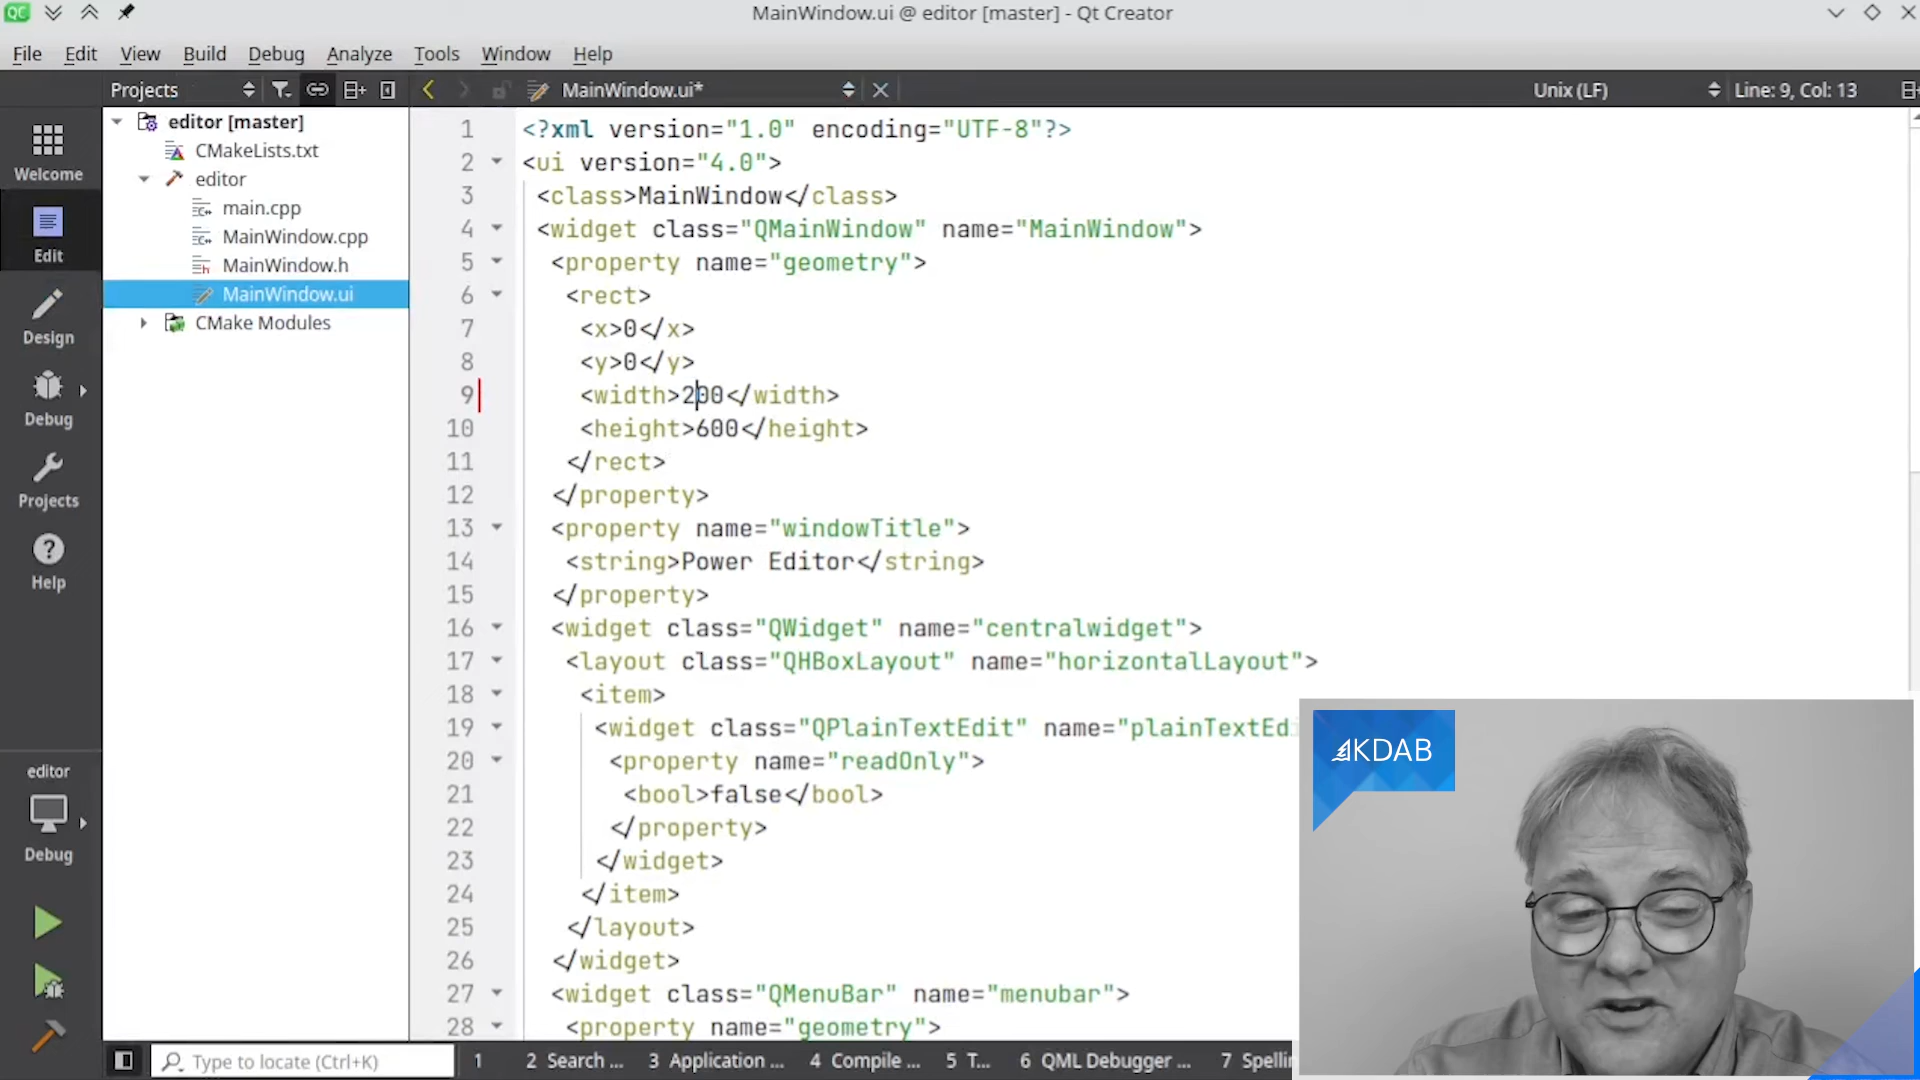 MainWindow.ui @ editor [master] - Qt Creator
File Edit View Build Debug Analyze Tools Window Help
Projects
MainWindow.ui*
Unix (LF)
Line: 9, Col: 13
editor [master]
CMakeLists.txt
editor
main.cpp
MainWindow.cpp
MainWindow.h
MainWindow.ui
CMake Modules
Welcome
Edit
Design
Debug
Projects
Help
editor
Debug
1 <?xml version="1.0" encoding="UTF-8"?>
2 <ui version="4.0">
3 <class>MainWindow</class>
4 <widget class="QMainWindow" name="MainWindow">
5 <property name="geometry">
6 <rect>
7 <x>0</x>
8 <y>0</y>
9 <width>200</width>
10 <height>600</height>
11 </rect>
12 </property>
13 <property name="windowTitle">
14 <string>Power Editor</string>
15 </property>
16 <widget class="QWidget" name="centralwidget">
17 <layout class="QHBoxLayout" name="horizontalLayout">
18 <item>
19 <widget class="QPlainTextEdit" name="plainTextEdi
20 <property name="readOnly">
21 <bool>false</bool>
22 </property>
23 </widget>
24 </item>
25 </layout>
26 </widget>
27 <widget class="QMenuBar" name="menubar">
28 <property name="geometry">
KDAB
Type to locate (Ctrl+K)
1
2 Search ...
3 Application ...
4 Compile ...
5 T...
6 QML Debugger ...
7 Spellin
QC